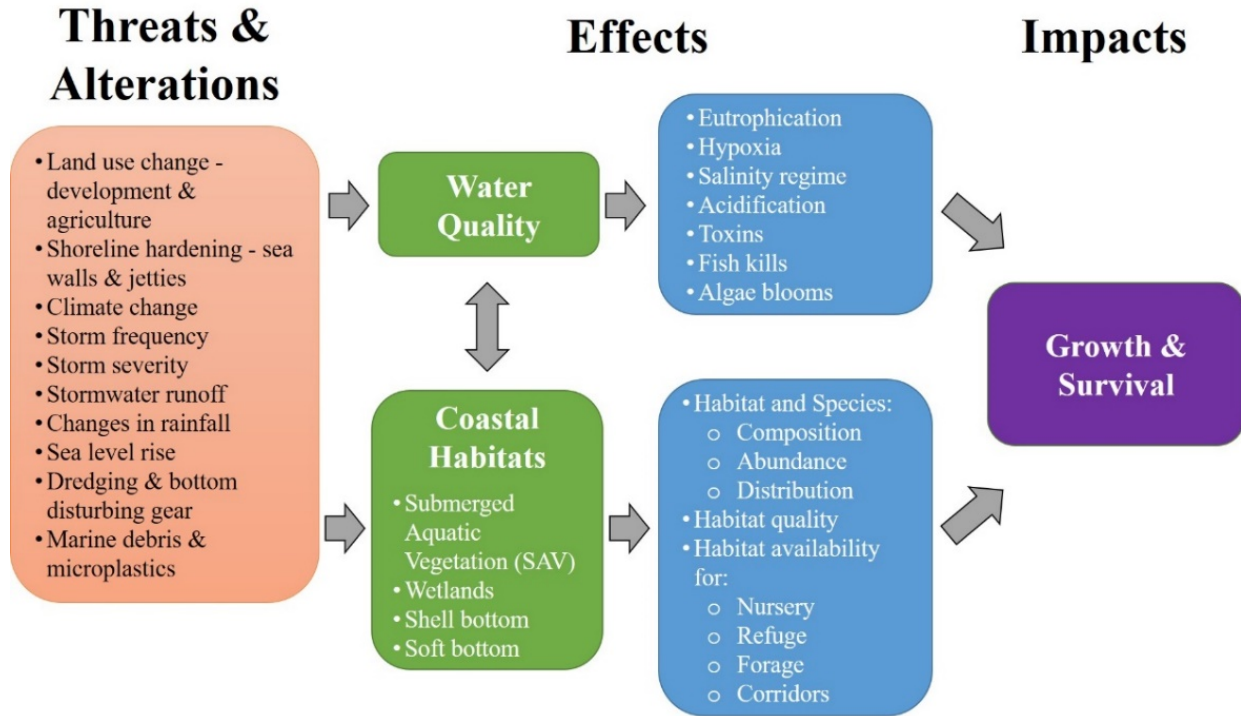 Threats &
Alterations
Effects
Impacts
• Land use change -
development &
agriculture
• Shoreline hardening - sea
walls & jetties
• Climate change
• Storm frequency
• Storm severity
• Stormwater runoff
• Changes in rainfall
• Sea level rise
• Dredging & bottom
disturbing gear
• Marine debris &
microplastics
Water
Quality
Coastal
Habitats
• Submerged
Aquatic
Vegetation (SAV)
• Wetlands
• Shell bottom
• Soft bottom
• Eutrophication
• Hypoxia
• Salinity regime
• Acidification
• Toxins
• Fish kills
• Algae blooms
• Habitat and Species:
o Composition
o Abundance
o Distribution
• Habitat quality
• Habitat availability
for:
o Nursery
o Refuge
o Forage
o Corridors
Growth &
Survival